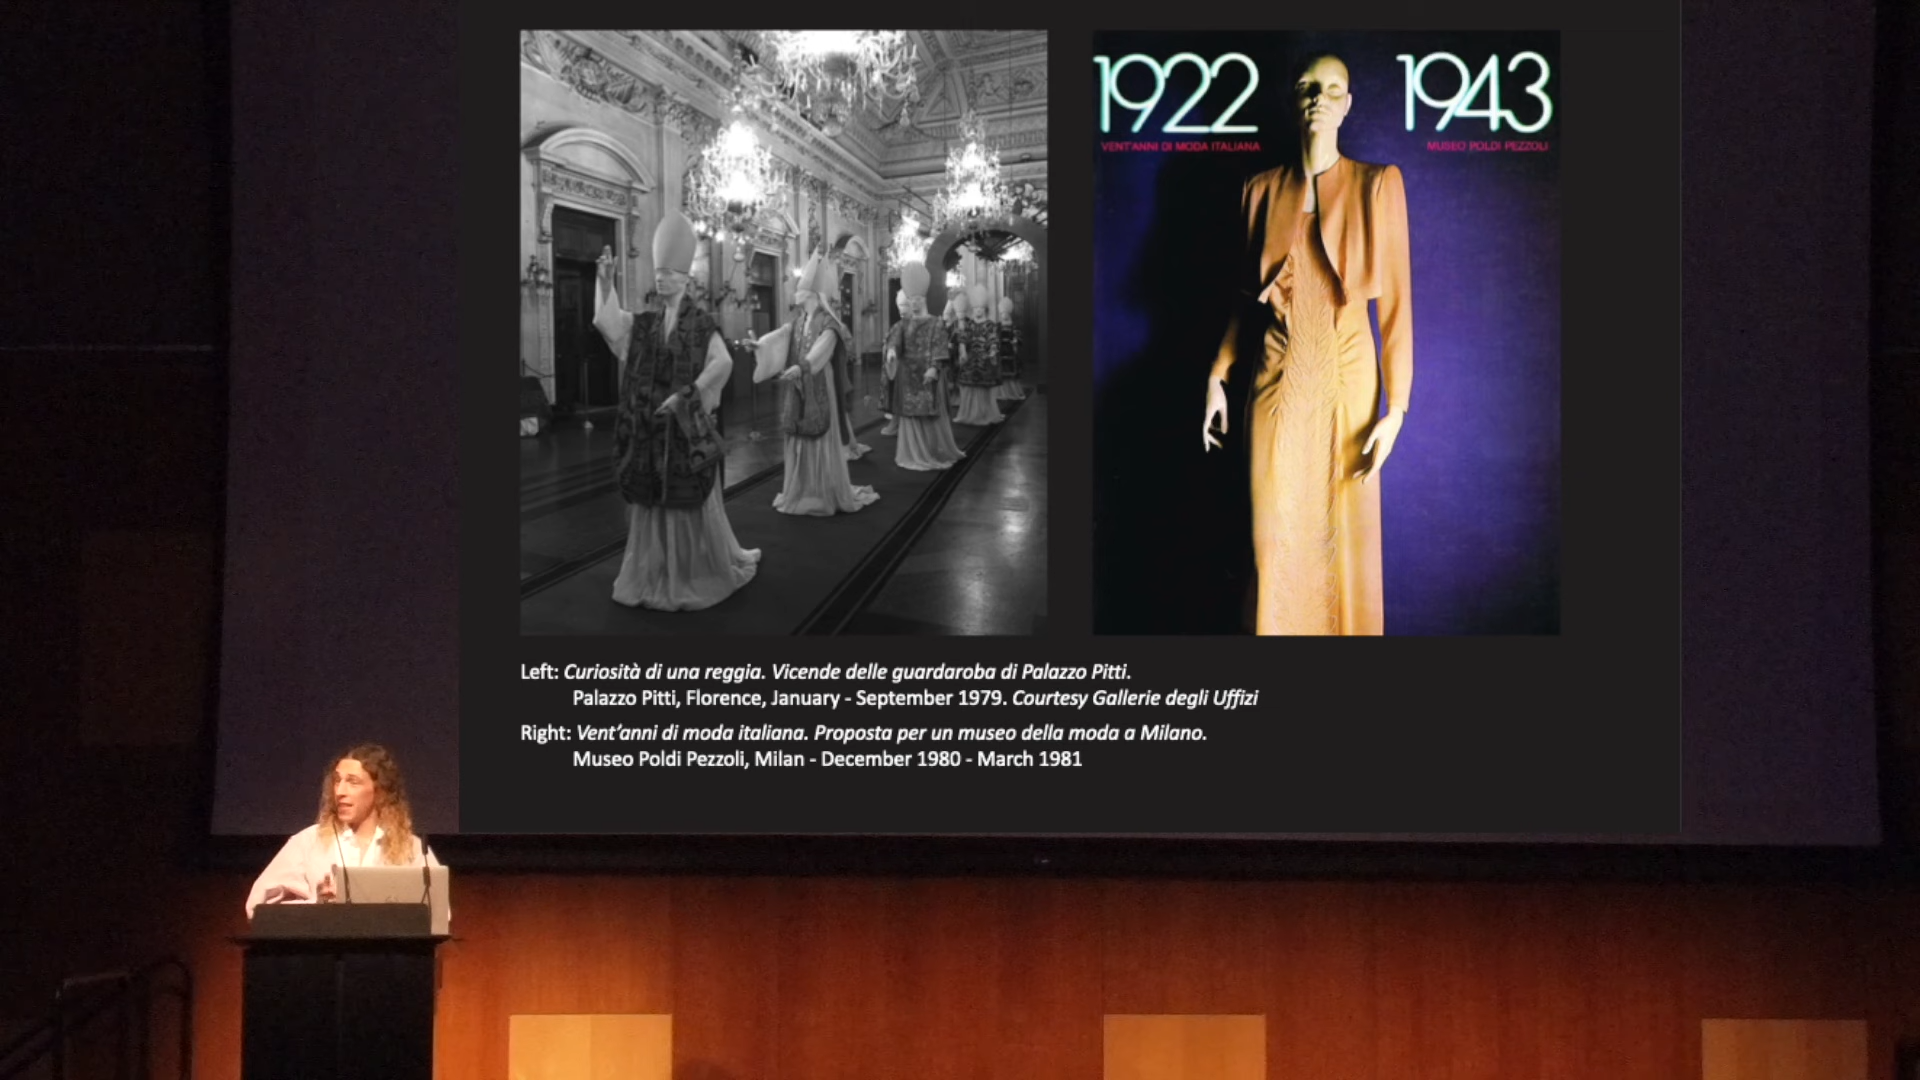 1922
1943
VENT'ANNI DI MODA ITALIANA
MUSEO POLDI PEZZOLI
Left: Curiosità di una reggia. Vicende delle guardaroba di Palazzo Pitti.
Palazzo Pitti, Florence, January - September 1979. Courtesy Gallerie degli Uffizi
Right: Vent'anni di moda italiana. Proposta per un museo della moda a Milano.
Museo Poldi Pezzoli, Milan - December 1980 - March 1981